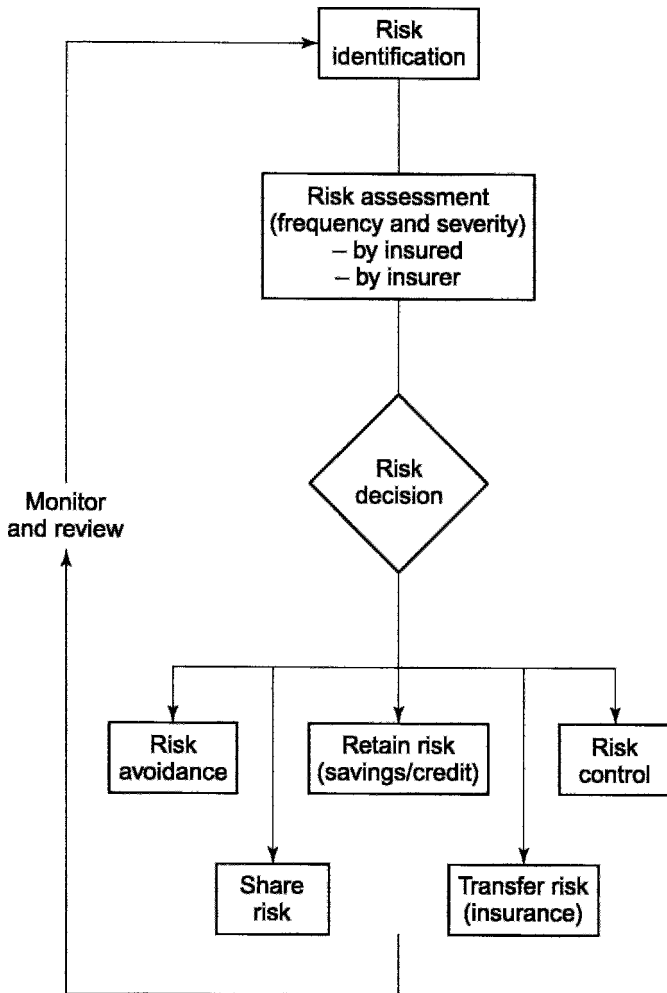 Risk
identification
Risk assessment
(frequency and severity)
– by insured
– by insurer
Risk
decision
Monitor
and review
Risk
avoidance
Retain risk
(savings/credit)
Risk
control
Share
risk
Transfer risk
(insurance)